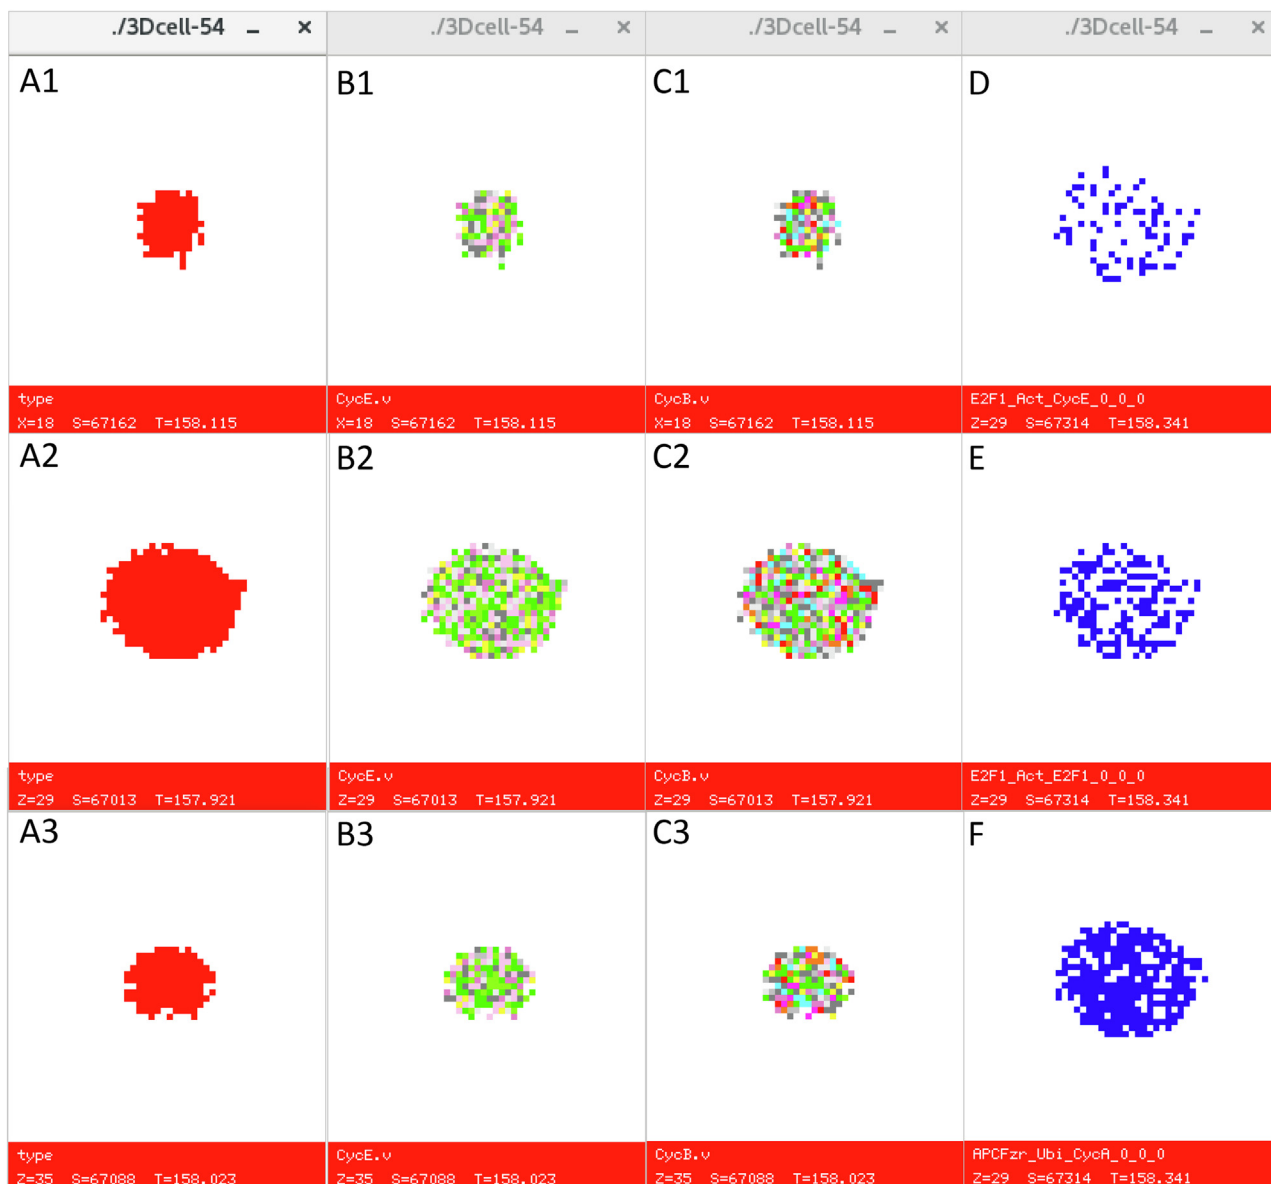 ./3Dcell-54 – × ./3Dcell-54 – × ./3Dcell-54 – × ./3Dcell-54 – ×
A1 B1 C1 D
type CycE.v CycB.v E2F1_Act_CycE_0_0_0
X=18 S=67162 T=158.115 X=18 S=67162 T=158.115 X=18 S=67162 T=158.115 Z=29 S=67314 T=158.341
A2 B2 C2 E
type CycE.v CycB.v E2F1_Act_E2F1_0_0_0
Z=29 S=67013 T=157.921 Z=29 S=67013 T=157.921 Z=29 S=67013 T=157.921 Z=29 S=67314 T=158.341
A3 B3 C3 F
type CycE.v CycB.v APCFzr_Ubi_CycA_0_0_0
Z=35 S=67088 T=158.023 Z=35 S=67088 T=158.023 Z=35 S=67088 T=158.023 Z=29 S=67314 T=158.341